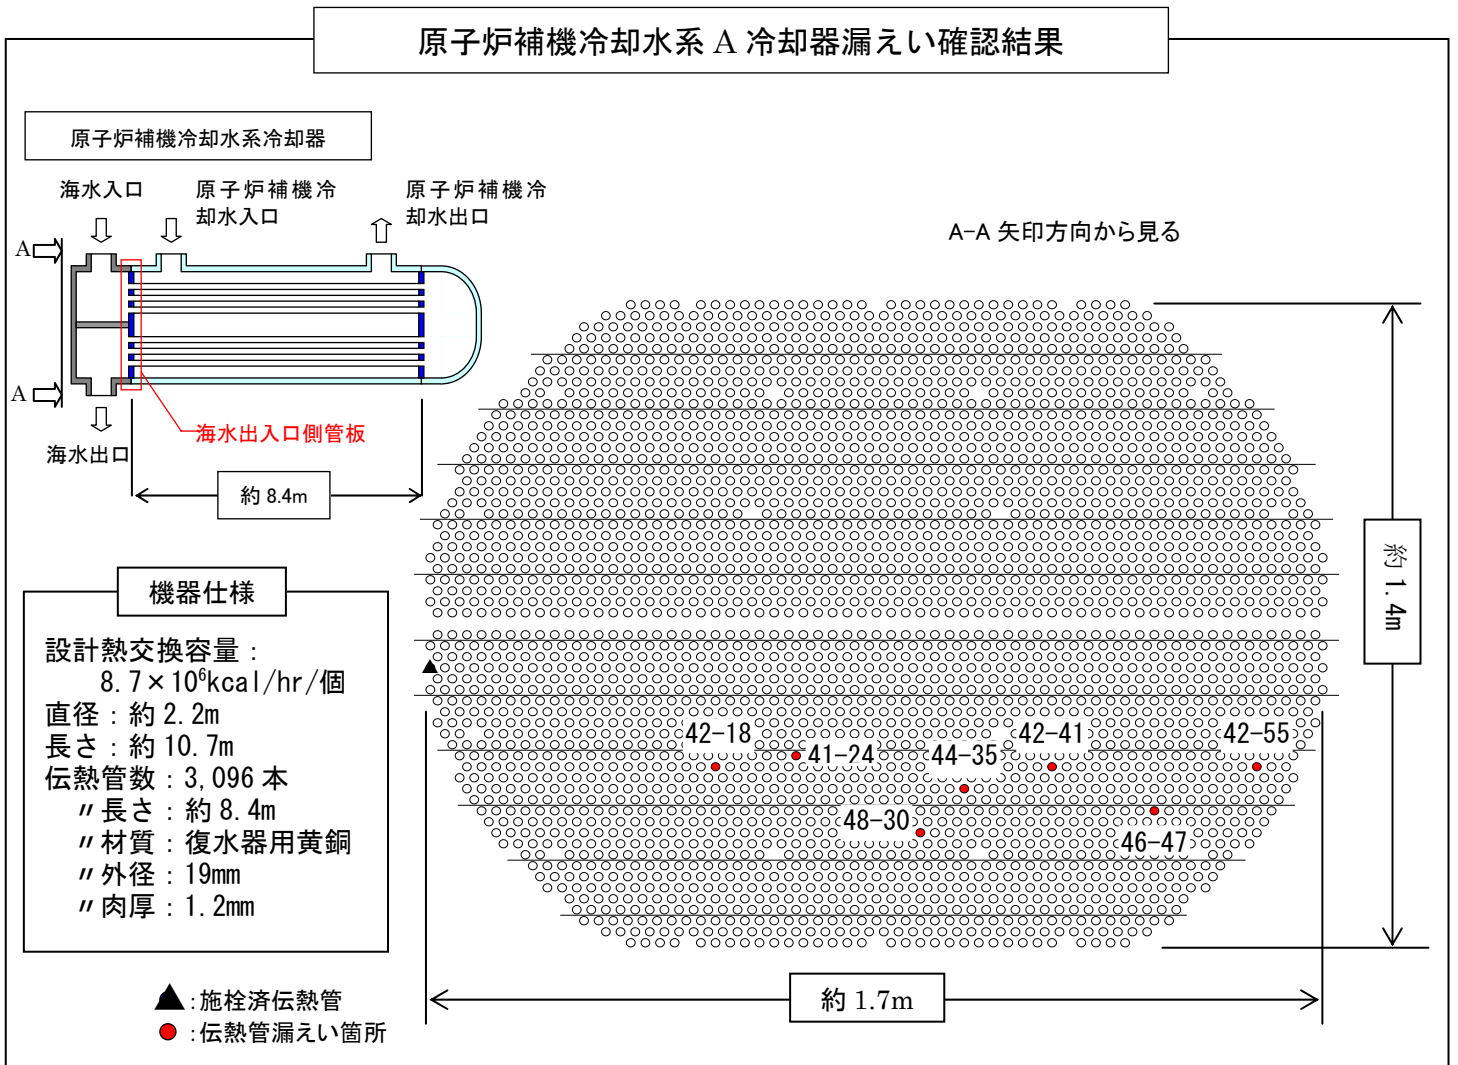 原子炉補機冷却水系 A 冷却器漏えい確認結果
原子炉補機冷却水系冷却器
海水入口
原子炉補機冷
却水入口
原子炉補機冷
却水出口
A
A
海水出口
海水出入口側管板
約 8.4m
A−A 矢印方向から見る
機器仕様
設計熱交換容量：
8.7×10⁶kcal/hr/個
直径：約 2.2m
長さ：約 10.7m
伝熱管数：3,096 本
〃長さ：約 8.4m
〃材質：復水器用黄銅
〃外径：19mm
〃肉厚：1.2mm
▲:施栓済伝熱管
●:伝熱管漏えい箇所
42−18
41−24
44−35
42−41
42−55
48−30
46−47
約 1.4m
約 1.7m